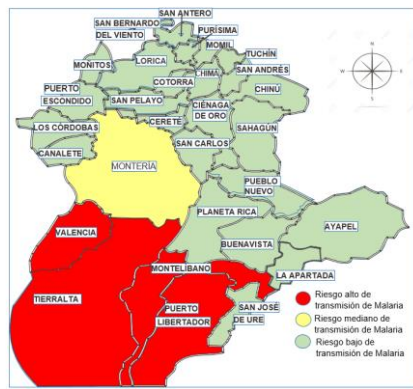 SAN ANTERO
SAN BERNARDO
DEL VIENTO
PURÍSIMA
MOMIL
TUCHÍN
MOÑITOS
LORICA
CHIMA
SAN ANDRÉS
COTORRA
PUERTO
ESCONDIDO
CHINÚ
SAN PELAYO
CIÉNAGA
DE ORO
LOS CÓRDOBAS
CERETÉ
SAHAGÚN
CANALETE
SAN CARLOS
MONTERÍA
PUEBLO
NUEVO
PLANETA RICA
AYAPEL
VALENCIA
BUENAVISTA
MONTELIBANO
LA APARTADA
TIERRALTA
PUERTO
LIBERTADOR
SAN JOSÉ
DE URE
Riesgo alto de
transmisión de Malaria
Riesgo mediano de
transmisión de Malaria
Riesgo bajo de
transmisión de Malaria
N
W
E
S